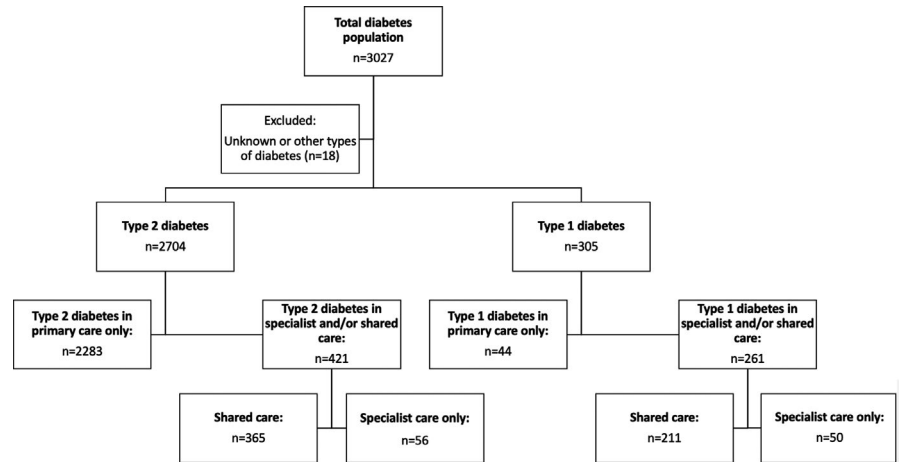 Total diabetes
population
n=3027
Excluded:
Unknown or other types
of diabetes (n=18)
Type 2 diabetes
n=2704
Type 1 diabetes
n=305
Type 2 diabetes in
primary care only:
n=2283
Type 2 diabetes in
specialist and/or shared
care:
n=421
Type 1 diabetes in
primary care only:
n=44
Type 1 diabetes in
specialist and/or shared
care:
n=261
Shared care:
n=365
Specialist care only:
n=56
Shared care:
n=211
Specialist care only:
n=50